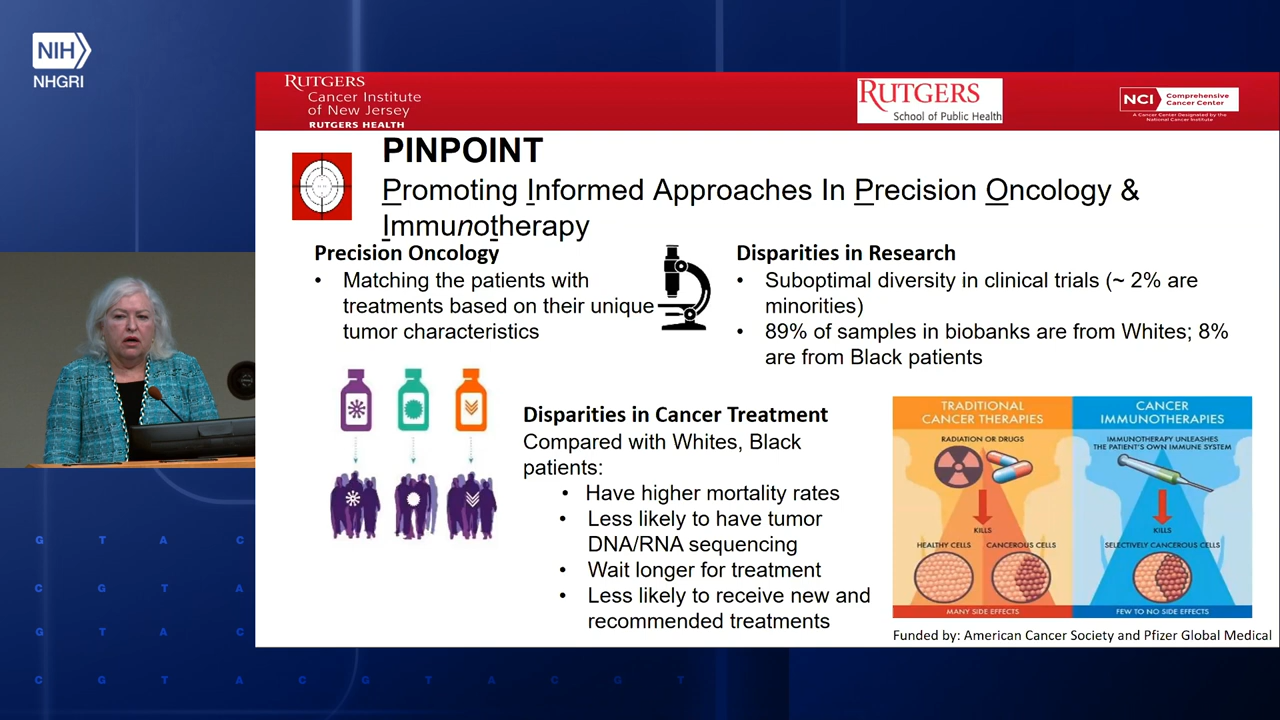 NIH
NHGRI
RUTGERS
Cancer Institute
of New Jersey
RUTGERS HEALTH
RUTGERS
School of Public Health
NCI
Comprehensive
Cancer Center
A Cancer Center Designated by the
National Cancer Institute
PINPOINT
Promoting Informed Approaches In Precision Oncology &
Immunotherapy
Precision Oncology
• Matching the patients with
treatments based on their unique
tumor characteristics
Disparities in Research
• Suboptimal diversity in clinical trials (~ 2% are
minorities)
• 89% of samples in biobanks are from Whites; 8%
are from Black patients
Disparities in Cancer Treatment
Compared with Whites, Black
patients:
• Have higher mortality rates
• Less likely to have tumor
DNA/RNA sequencing
• Wait longer for treatment
• Less likely to receive new and
recommended treatments
TRADITIONAL
CANCER THERAPIES
RADIATION OR DRUGS
KILLS
HEALTHY CELLS CANCEROUS CELLS
MANY SIDE EFFECTS
CANCER
IMMUNOTHERAPIES
IMMUNOTHERAPY UNLEASHES
THE PATIENT'S OWN IMMUNE SYSTEM
KILLS
SELECTIVELY CANCEROUS CELLS
FEW TO NO SIDE EFFECTS
Funded by: American Cancer Society and Pfizer Global Medical
G T A C
C G T A
G T A C
C G T A C G T A C G T